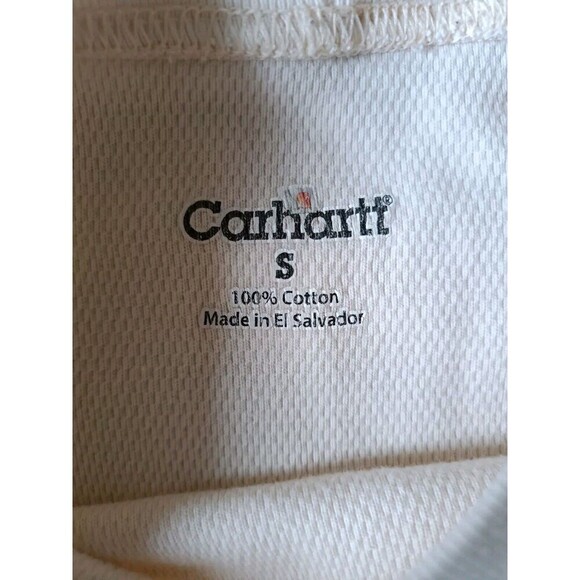 Carhartt®
S
100% Cotton
Made in El Salvador